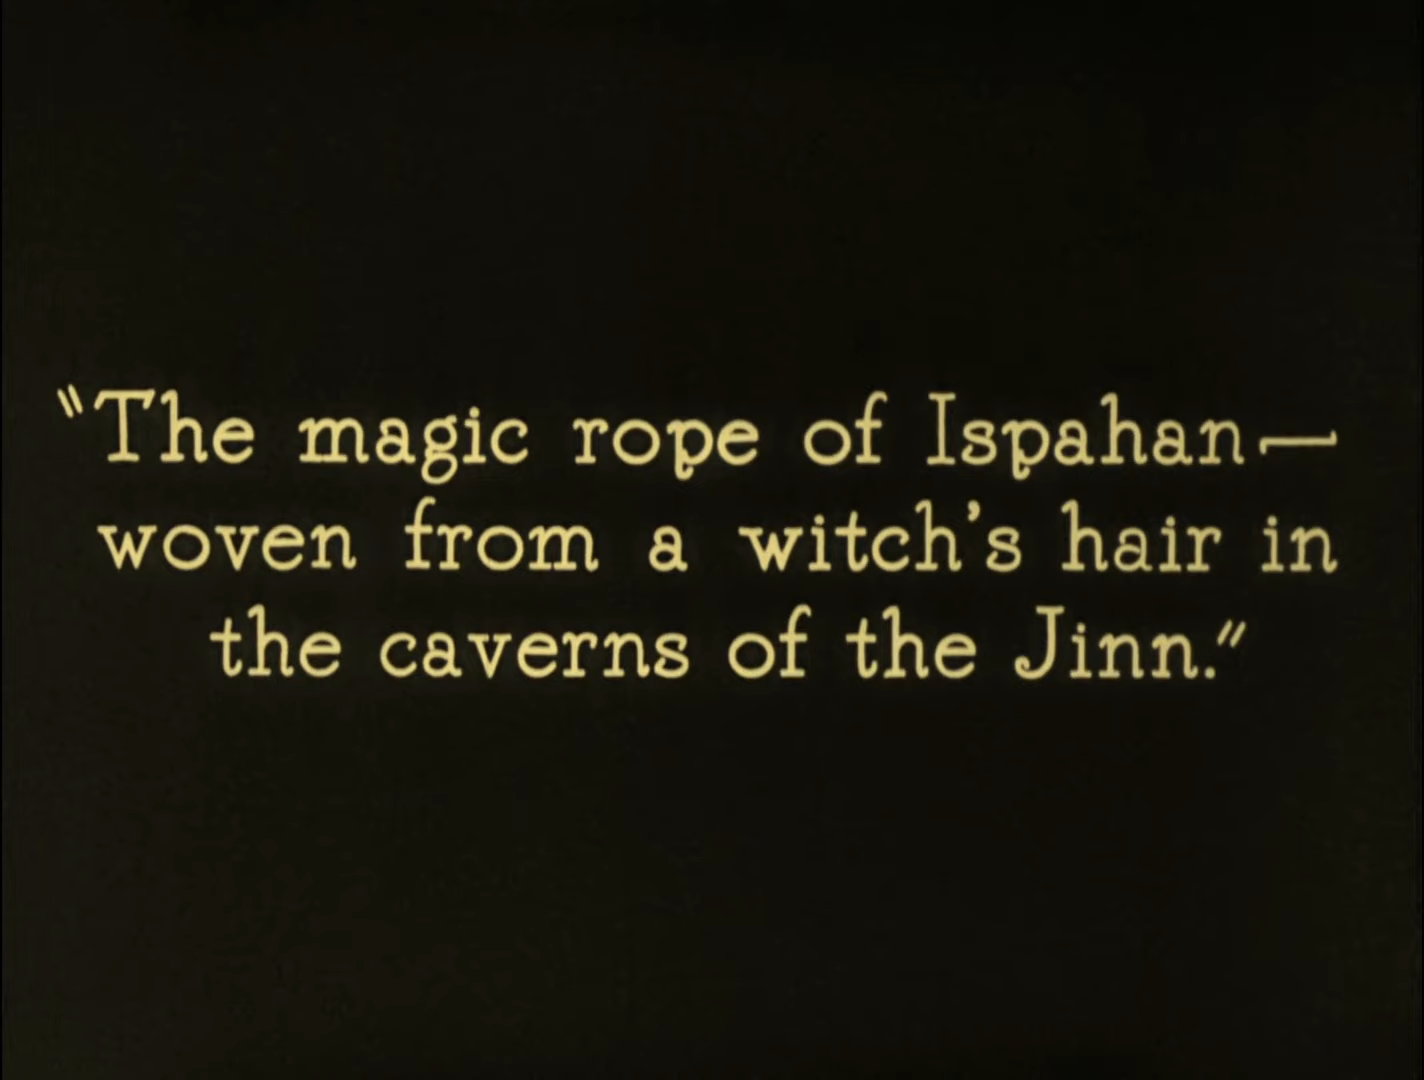 “The magic rope of Ispahan—
woven from a witch’s hair in
the caverns of the Jinn.”